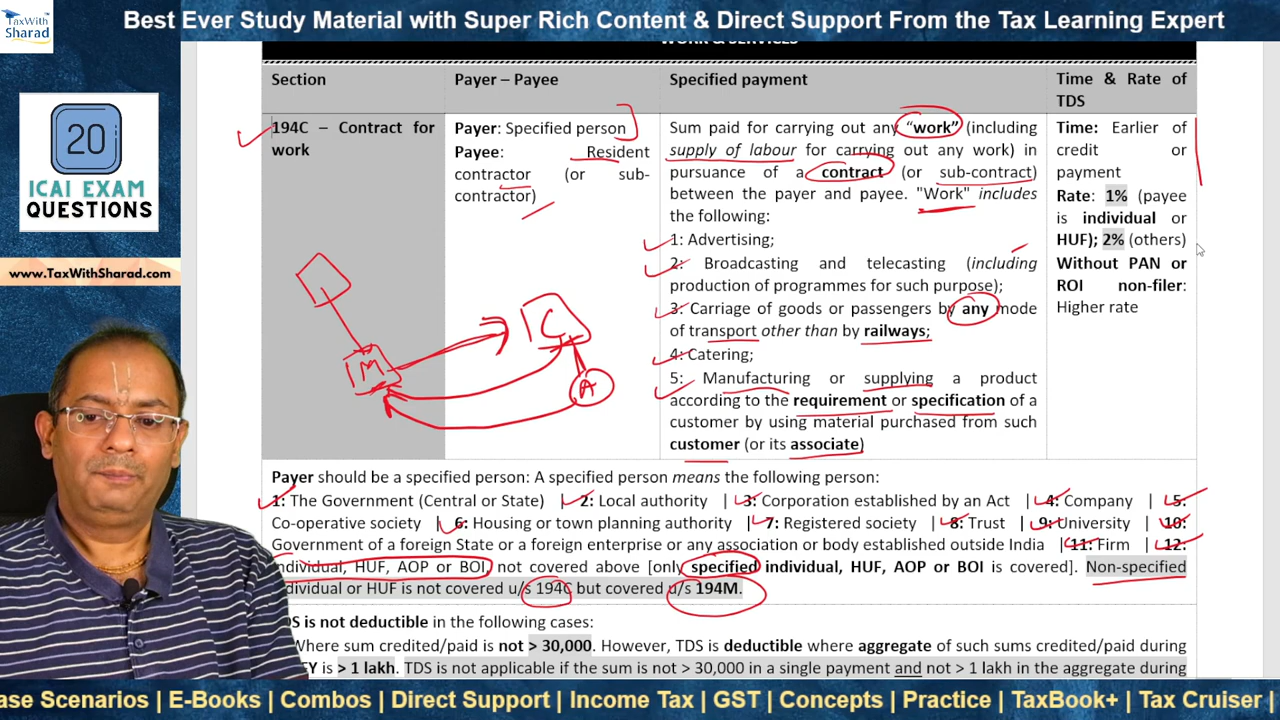 TaxWith
Sharad
Best Ever Study Material with Super Rich Content & Direct Support From the Tax Learning Expert
20
ICAI EXAM
QUESTIONS
www.TaxWithSharad.com
WORK & SERVICES
Section
Payer – Payee
Specified payment
Time & Rate of
TDS
194C – Contract for
work
Payer: Specified person
Payee: Resident
contractor (or sub-
contractor)
Sum paid for carrying out any “work” (including
supply of labour for carrying out any work) in
pursuance of a contract (or sub-contract)
between the payer and payee. "Work" includes
the following:
1: Advertising;
2: Broadcasting and telecasting (including
production of programmes for such purpose);
3: Carriage of goods or passengers by any mode
of transport other than by railways;
4: Catering;
5: Manufacturing or supplying a product
according to the requirement or specification of a
customer by using material purchased from such
customer (or its associate)
Time: Earlier of
credit or
payment
Rate: 1% (payee
is individual or
HUF); 2% (others)
Without PAN or
ROI non-filer:
Higher rate
M
C
A
Payer should be a specified person: A specified person means the following person:
1: The Government (Central or State) | 2: Local authority | 3: Corporation established by an Act | 4: Company | 5:
Co-operative society | 6: Housing or town planning authority | 7: Registered society | 8: Trust | 9: University | 10:
Government of a foreign State or a foreign enterprise or any association or body established outside India | 11: Firm | 12:
Individual, HUF, AOP or BOI, not covered above [only specified individual, HUF, AOP or BOI is covered]. Non-specified
individual or HUF is not covered u/s 194C but covered u/s 194M.
DS is not deductible in the following cases:
Where sum credited/paid is not > 30,000. However, TDS is deductible where aggregate of such sums credited/paid during
TY is > 1 lakh. TDS is not applicable if the sum is not > 30,000 in a single payment and not > 1 lakh in the aggregate during
ase Scenarios | E-Books | Combos | Direct Support | Income Tax | GST | Concepts | Practice | TaxBook+ | Tax Cruiser |